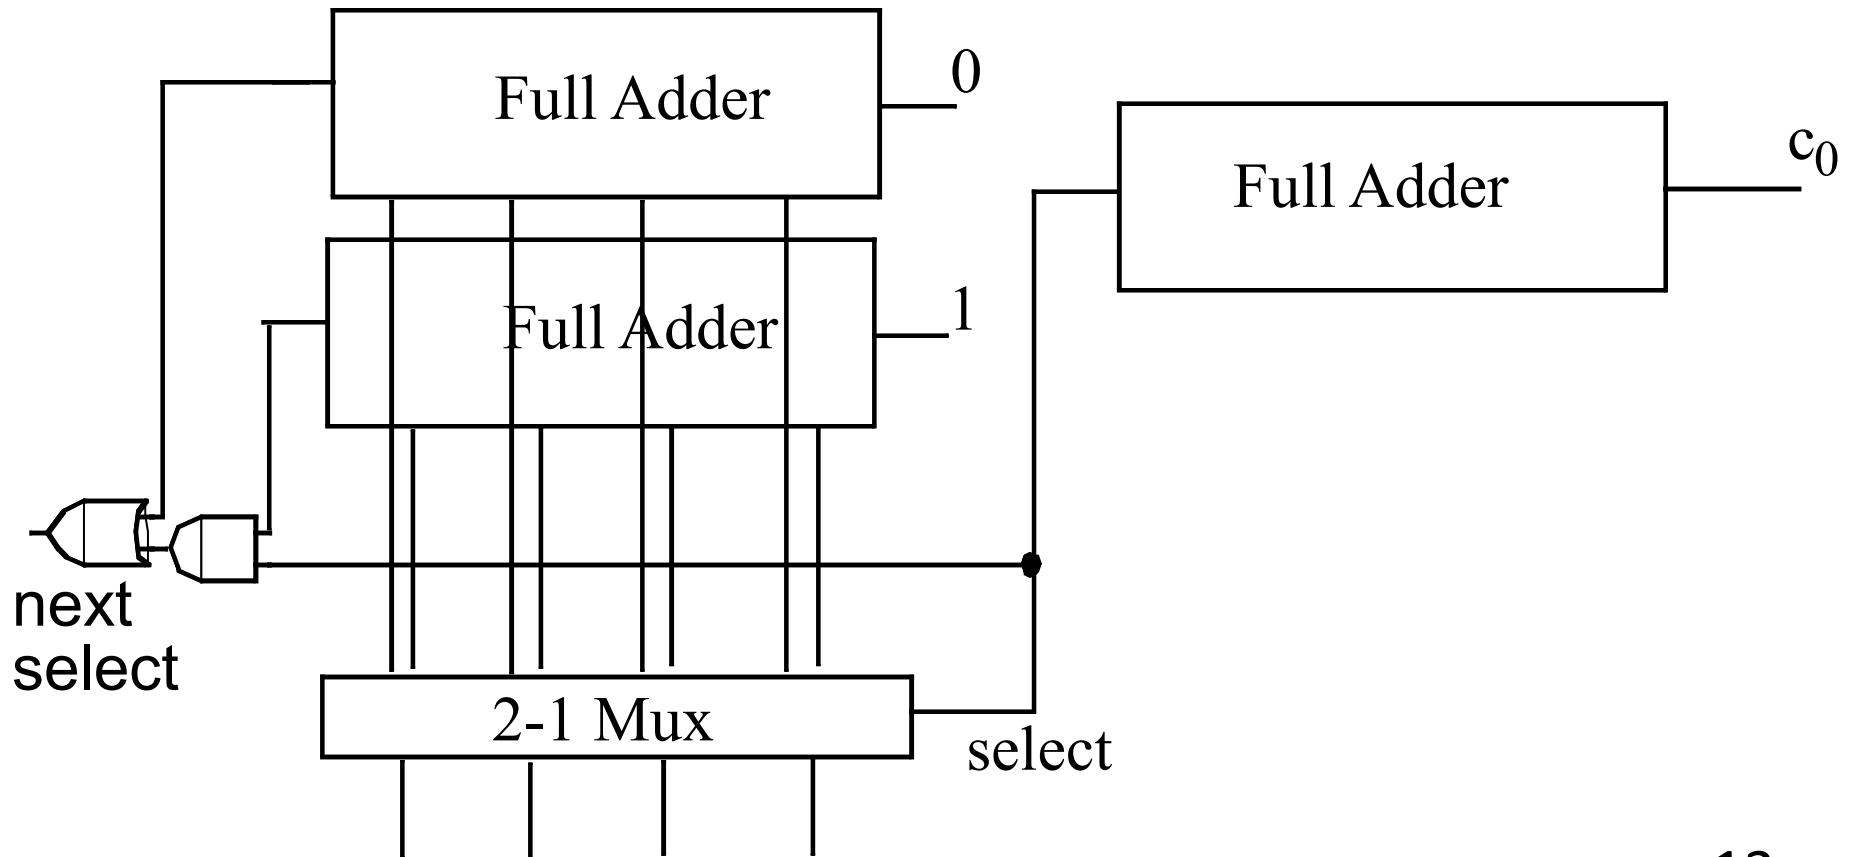 Full Adder
0
Full Adder
c0
Full Adder
1
next
select
2-1 Mux
select